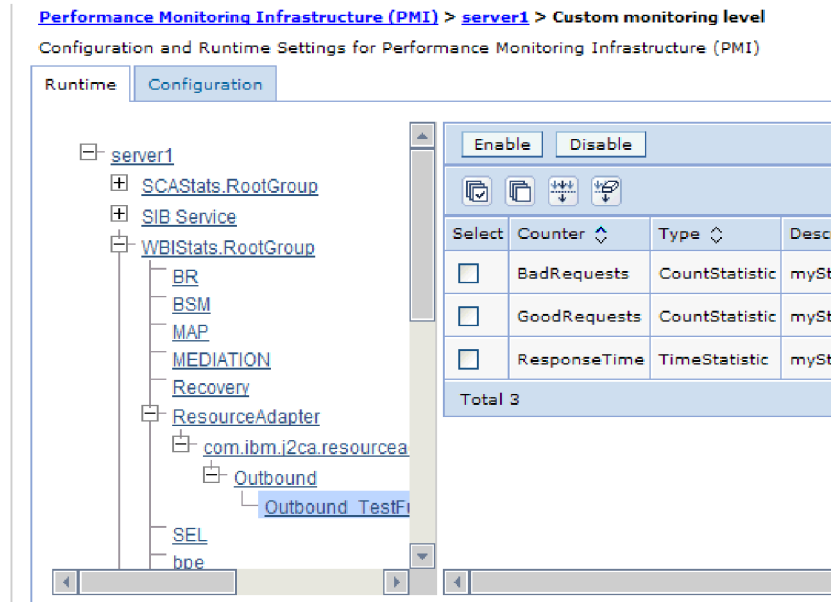 Performance Monitoring Infrastructure (PMI) > server1 > Custom monitoring level
Configuration and Runtime Settings for Performance Monitoring Infrastructure (PMI)
Runtime Configuration
server1
SCAStats.RootGroup
SIB Service
WBIStats.RootGroup
BR
BSM
MAP
MEDIATION
Recovery
ResourceAdapter
com.ibm.j2ca.resourcea
Outbound
Outbound_TestFu
SEL
bpe
Enable Disable
Select Counter Type Desc
BadRequests CountStatistic mySt
GoodRequests CountStatistic mySt
ResponseTime TimeStatistic mySt
Total 3